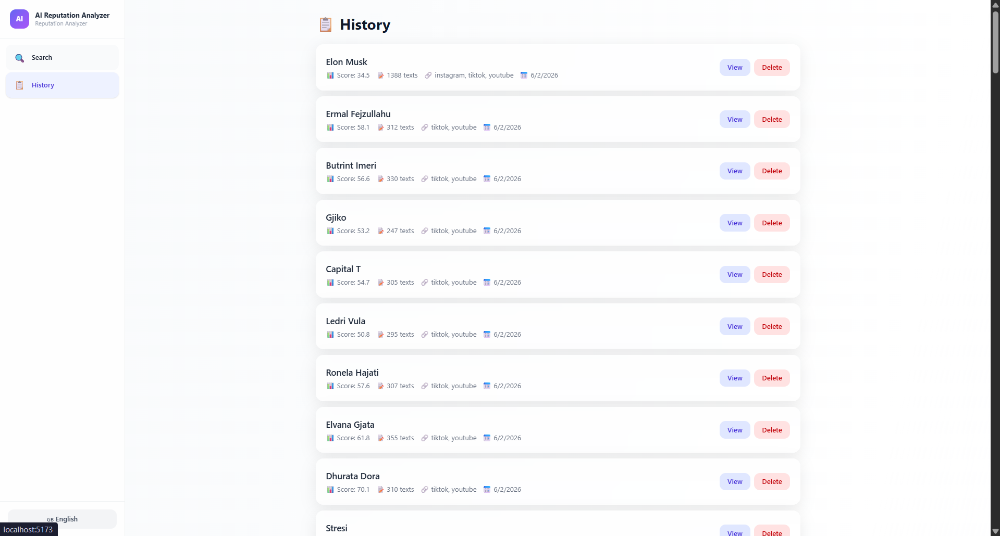 AI
AI Reputation Analyzer
Reputation Analyzer
Search
History
GB English
localhost:5173
History
Elon Musk
Score: 34.5 1388 texts instagram, tiktok, youtube 6/2/2026
View Delete
Ermal Fejzullahu
Score: 58.1 312 texts tiktok, youtube 6/2/2026
View Delete
Butrint Imeri
Score: 56.6 330 texts tiktok, youtube 6/2/2026
View Delete
Gjiko
Score: 53.2 247 texts tiktok, youtube 6/2/2026
View Delete
Capital T
Score: 54.7 305 texts tiktok, youtube 6/2/2026
View Delete
Ledri Vula
Score: 50.8 295 texts tiktok, youtube 6/2/2026
View Delete
Ronela Hajati
Score: 57.6 307 texts tiktok, youtube 6/2/2026
View Delete
Elvana Gjata
Score: 61.8 355 texts tiktok, youtube 6/2/2026
View Delete
Dhurata Dora
Score: 70.1 310 texts tiktok, youtube 6/2/2026
View Delete
Stresi
View Delete